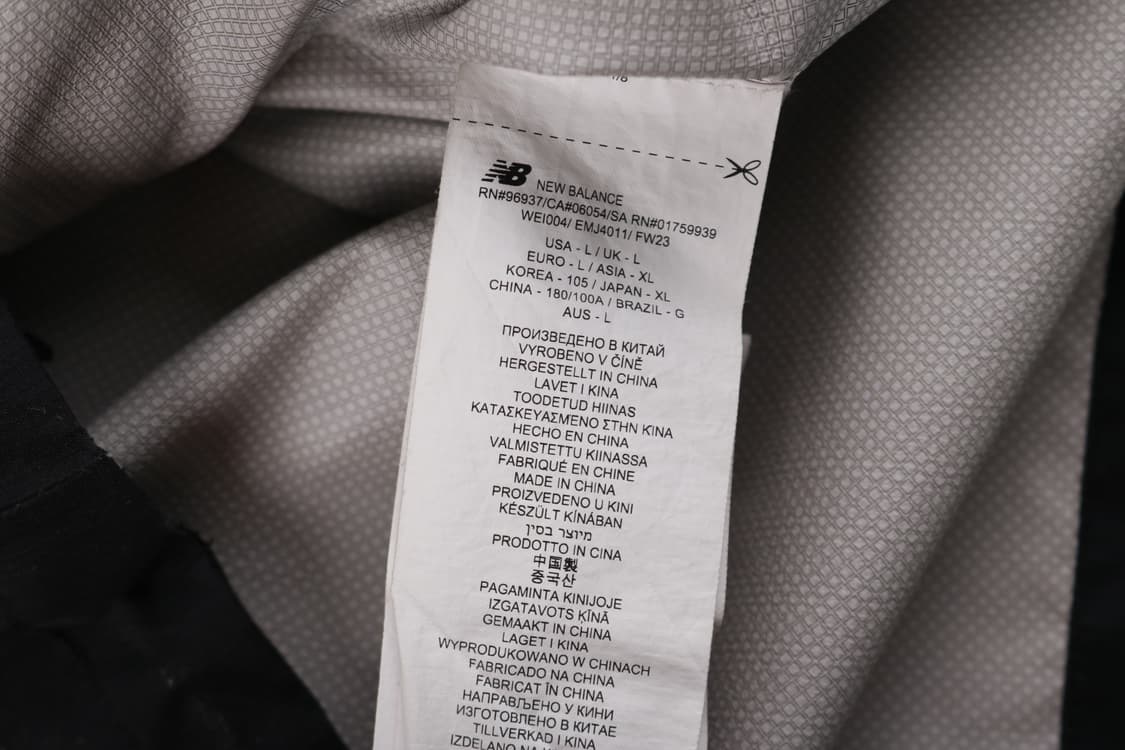 NB NEW BALANCE
RN#96937/CA#06054/SA RN#01759939
WEI004/ EMJ4011/ FW23
USA - L / UK - L
EURO - L / ASIA - XL
KOREA - 105 / JAPAN - XL
CHINA - 180/100A / BRAZIL - G
AUS - L
ПРОИЗВЕДЕНО В КИТАЙ
VYROBENO V ČÍNĚ
HERGESTELLT IN CHINA
LAVET I KINA
TOODETUD HIINAS
ΚΑΤΑΣΚΕΥΑΣΜΕΝΟ ΣΤΗΝ ΚΙΝΑ
HECHO EN CHINA
VALMISTETTU KIINASSA
FABRIQUÉ EN CHINE
MADE IN CHINA
PROIZVEDENO U KINI
KÉSZÜLT KÍNÁBAN
מיוצר בסין
PRODOTTO IN CINA
中国製
중국산
PAGAMINTA KINIJOJE
IZGATAVOTS ĶĪNĀ
GEMAAKT IN CHINA
LAGET I KINA
WYPRODUKOWANO W CHINACH
FABRICADO NA CHINA
FABRICAT ÎN CHINA
НАПРАВЉЕНО У КИНИ
ИЗГОТОВЛЕНО В КИТАЕ
TILLVERKAD I KINA
IZDELANO NA